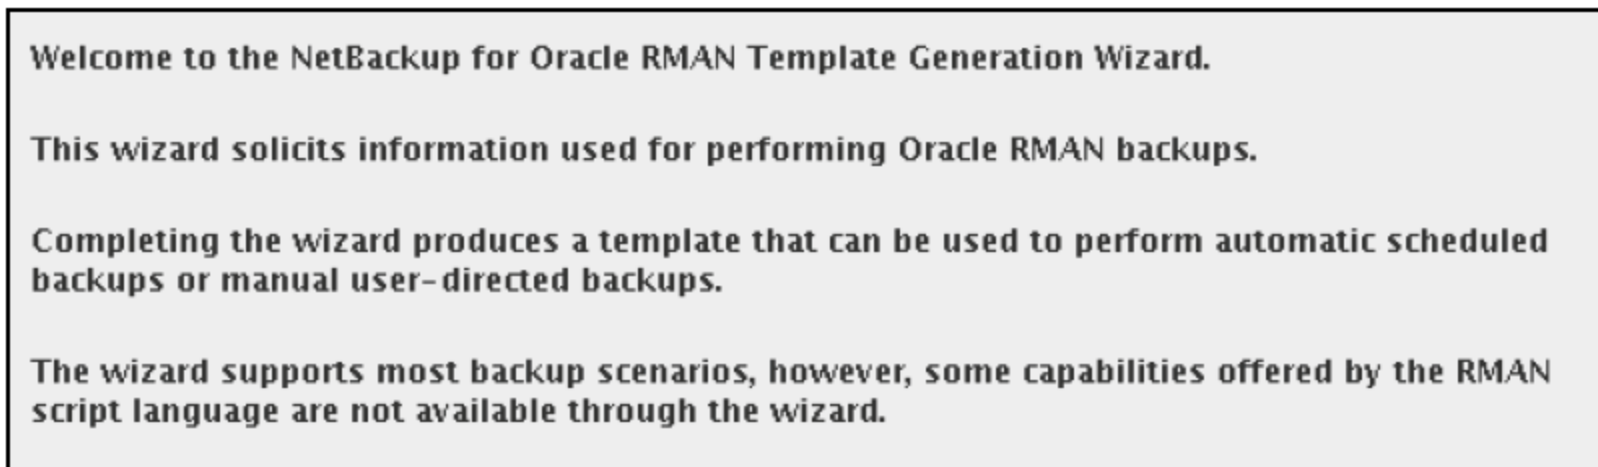 Welcome to the NetBackup for Oracle RMAN Template Generation Wizard.
This wizard solicits information used for performing Oracle RMAN backups.
Completing the wizard produces a template that can be used to perform automatic scheduled
backups or manual user-directed backups.
The wizard supports most backup scenarios, however, some capabilities offered by the RMAN
script language are not available through the wizard.